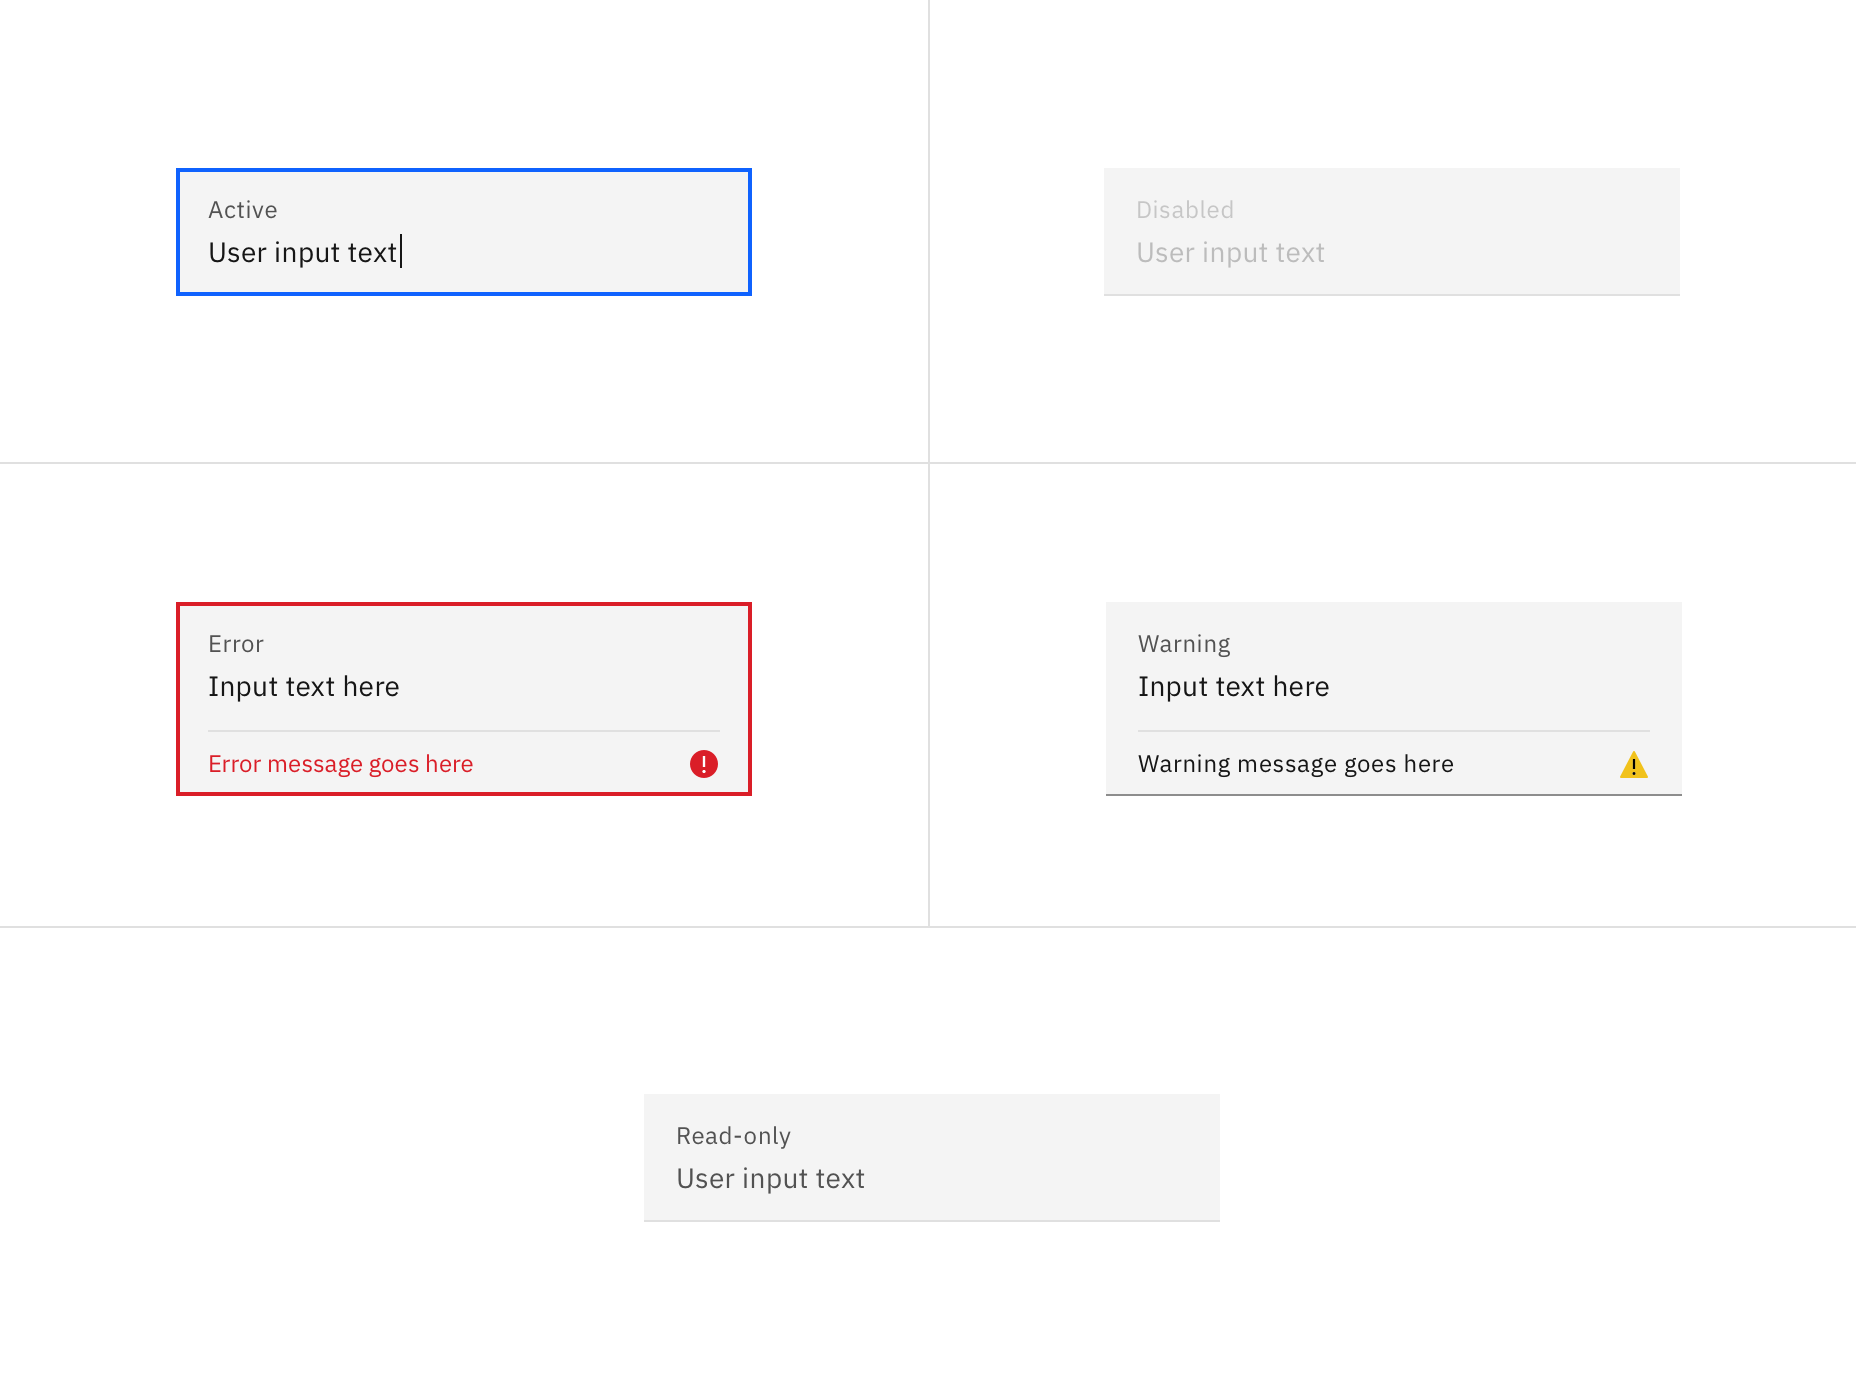 Active
User input text
Disabled
User input text
Error
Input text here
Error message goes here
Warning
Input text here
Warning message goes here
Read-only
User input text